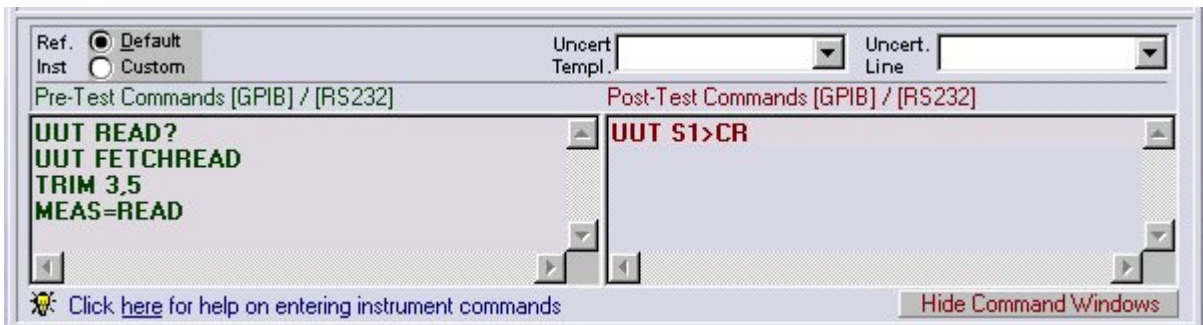 Ref. Default
Inst Custom
Uncert
Templ.
Uncert.
Line
Pre-Test Commands [GPIB] / [RS232]
Post-Test Commands [GPIB] / [RS232]
UUT READ?
UUT FETCHREAD
TRIM 3,5
MEAS=READ
UUT S1>CR
Click here for help on entering instrument commands
Hide Command Windows